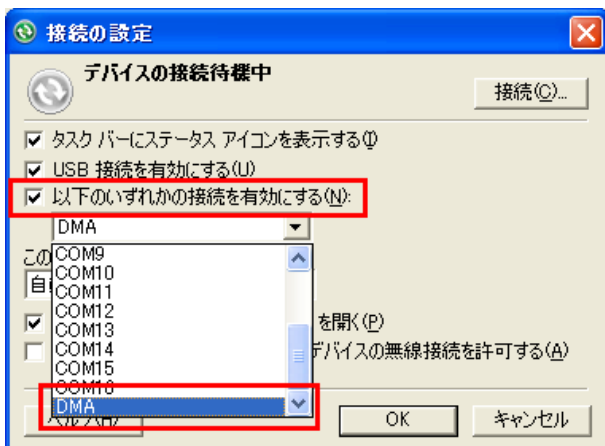 接続の設定
デバイスの接続待機中
接続(C)...
タスク バーにステータス アイコンを表示する(I)
USB 接続を有効にする(U)
以下のいずれかの接続を有効にする(N):
DMA
この
COM9
COM10
自
COM11
COM12
COM13
を開く(P)
COM14
デバイスの無線接続を許可する(A)
COM15
COM16
DMA
OK
キャンセル